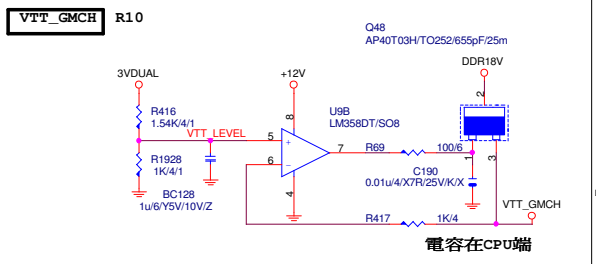 VTT_GMCH R10
Q48
AP40T03H/TO252/655pF/25m
DDR18V
3VDUAL
+12V
2
R416
1.54K/4/1
8
U9B
LM358DT/SO8
VTT_LEVEL
5
+
7
R69
100/6
1
3
6
-
R1928
1K/4/1
4
C190
0.01u/4/X7R/25V/K/X
BC128
1u/6/Y5V/10V/Z
VTT_GMCH
R417
1K/4
電容在CPU端